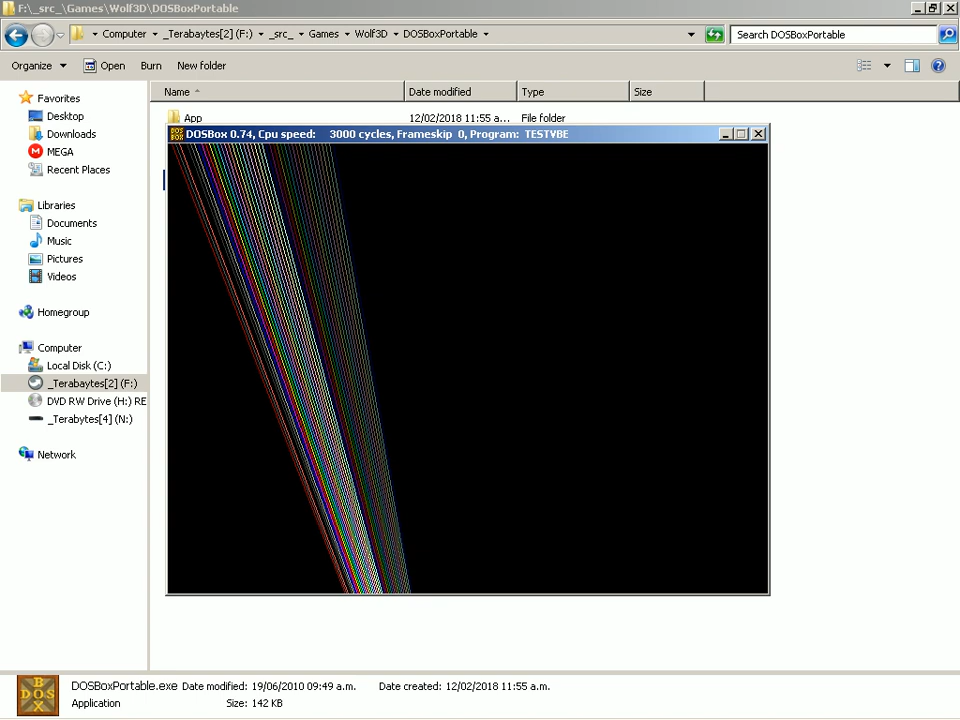 F:\_src_\Games\Wolf3D\DOSBoxPortable
Computer _Terabaytes[2] (F:) _src_ Games Wolf3D DOSBoxPortable
Search DOSBoxPortable
Organize Open Burn New folder
Name Date modified Type Size
App 12/02/2018 11:55 a... File folder
DOSBox 0.74, Cpu speed: 3000 cycles, Frameskip 0, Program: TESTVBE
Favorites
Desktop
Downloads
MEGA
Recent Places
Libraries
Documents
Music
Pictures
Videos
Homegroup
Computer
Local Disk (C:)
_Terabaytes[2] (F:)
DVD RW Drive (H:) RE
_Terabytes[4] (N:)
Network
DOSBoxPortable.exe Date modified: 19/06/2010 09:49 a.m. Date created: 12/02/2018 11:55 a.m.
Application Size: 142 KB
DOS
BOX